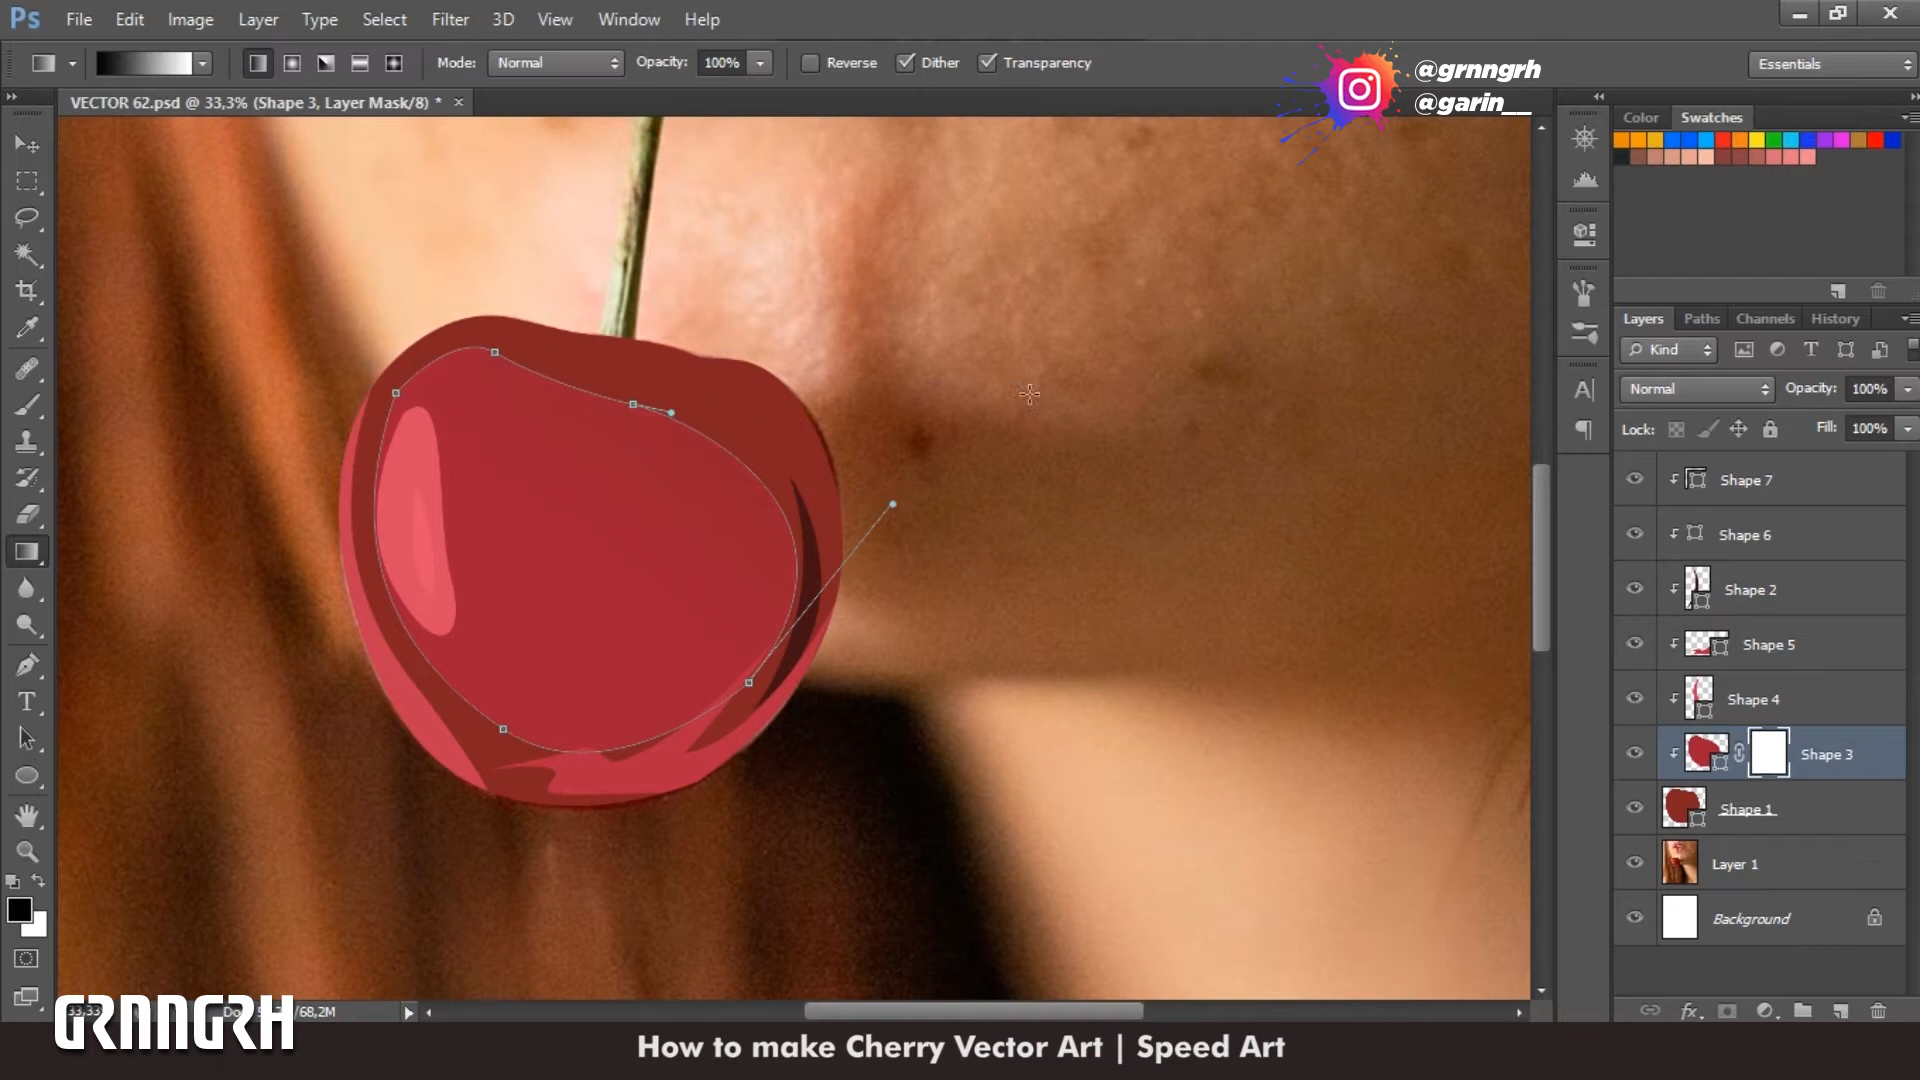 Ps File Edit Image Layer Type Select Filter 3D View Window Help
Mode: Normal Opacity: 100% Reverse Dither Transparency
Essentials
@grnngrh
@garin__
VECTOR 62.psd @ 33,3% (Shape 3, Layer Mask/8) *
Color Swatches
Layers Paths Channels History
Kind
Normal Opacity: 100%
Lock: Fill: 100%
Shape 7
Shape 6
Shape 2
Shape 5
Shape 4
Shape 3
Shape 1
Layer 1
Background
/68,2M
GRNNGRH
How to make Cherry Vector Art | Speed Art